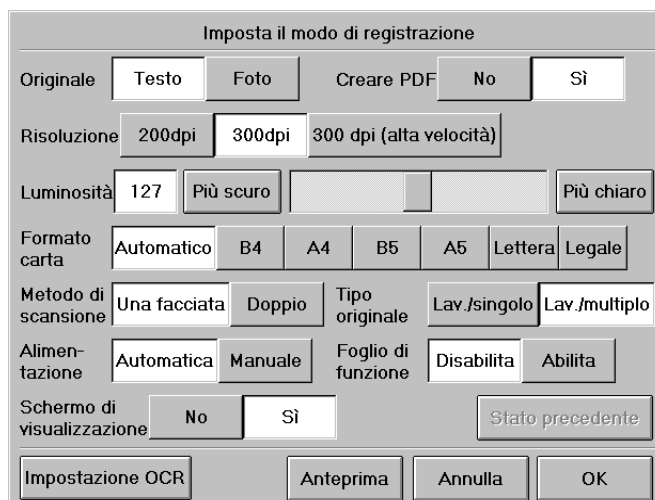 Imposta il modo di registrazione
Originale Testo Foto Creare PDF No Sì
Risoluzione 200dpi 300dpi 300 dpi (alta velocità)
Luminosità 127 Più scuro Più chiaro
Formato carta Automatico B4 A4 B5 A5 Lettera Legale
Metodo di scansione Una facciata Doppio Tipo originale Lav./singolo Lav./multiplo
Alimen-tazione Automatica Manuale Foglio di funzione Disabilita Abilita
Schermo di visualizzazione No Sì Stato precedente
Impostazione OCR Anteprima Annulla OK